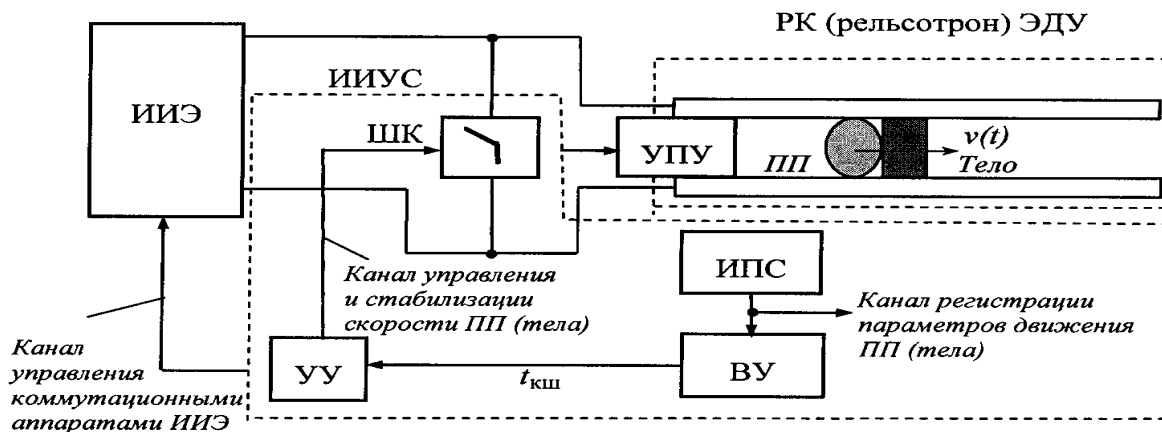 РК (рельсотрон) ЭДУ
ИИЭ
ИИУС
ШК
УПУ
ПП
v(t)
Тело
Канал управления
и стабилизации
скорости ПП (тела)
ИПС
Канал регистрации
параметров движения
ПП (тела)
Канал
управления
коммутационными
аппаратами ИИЭ
УУ
tкш
ВУ